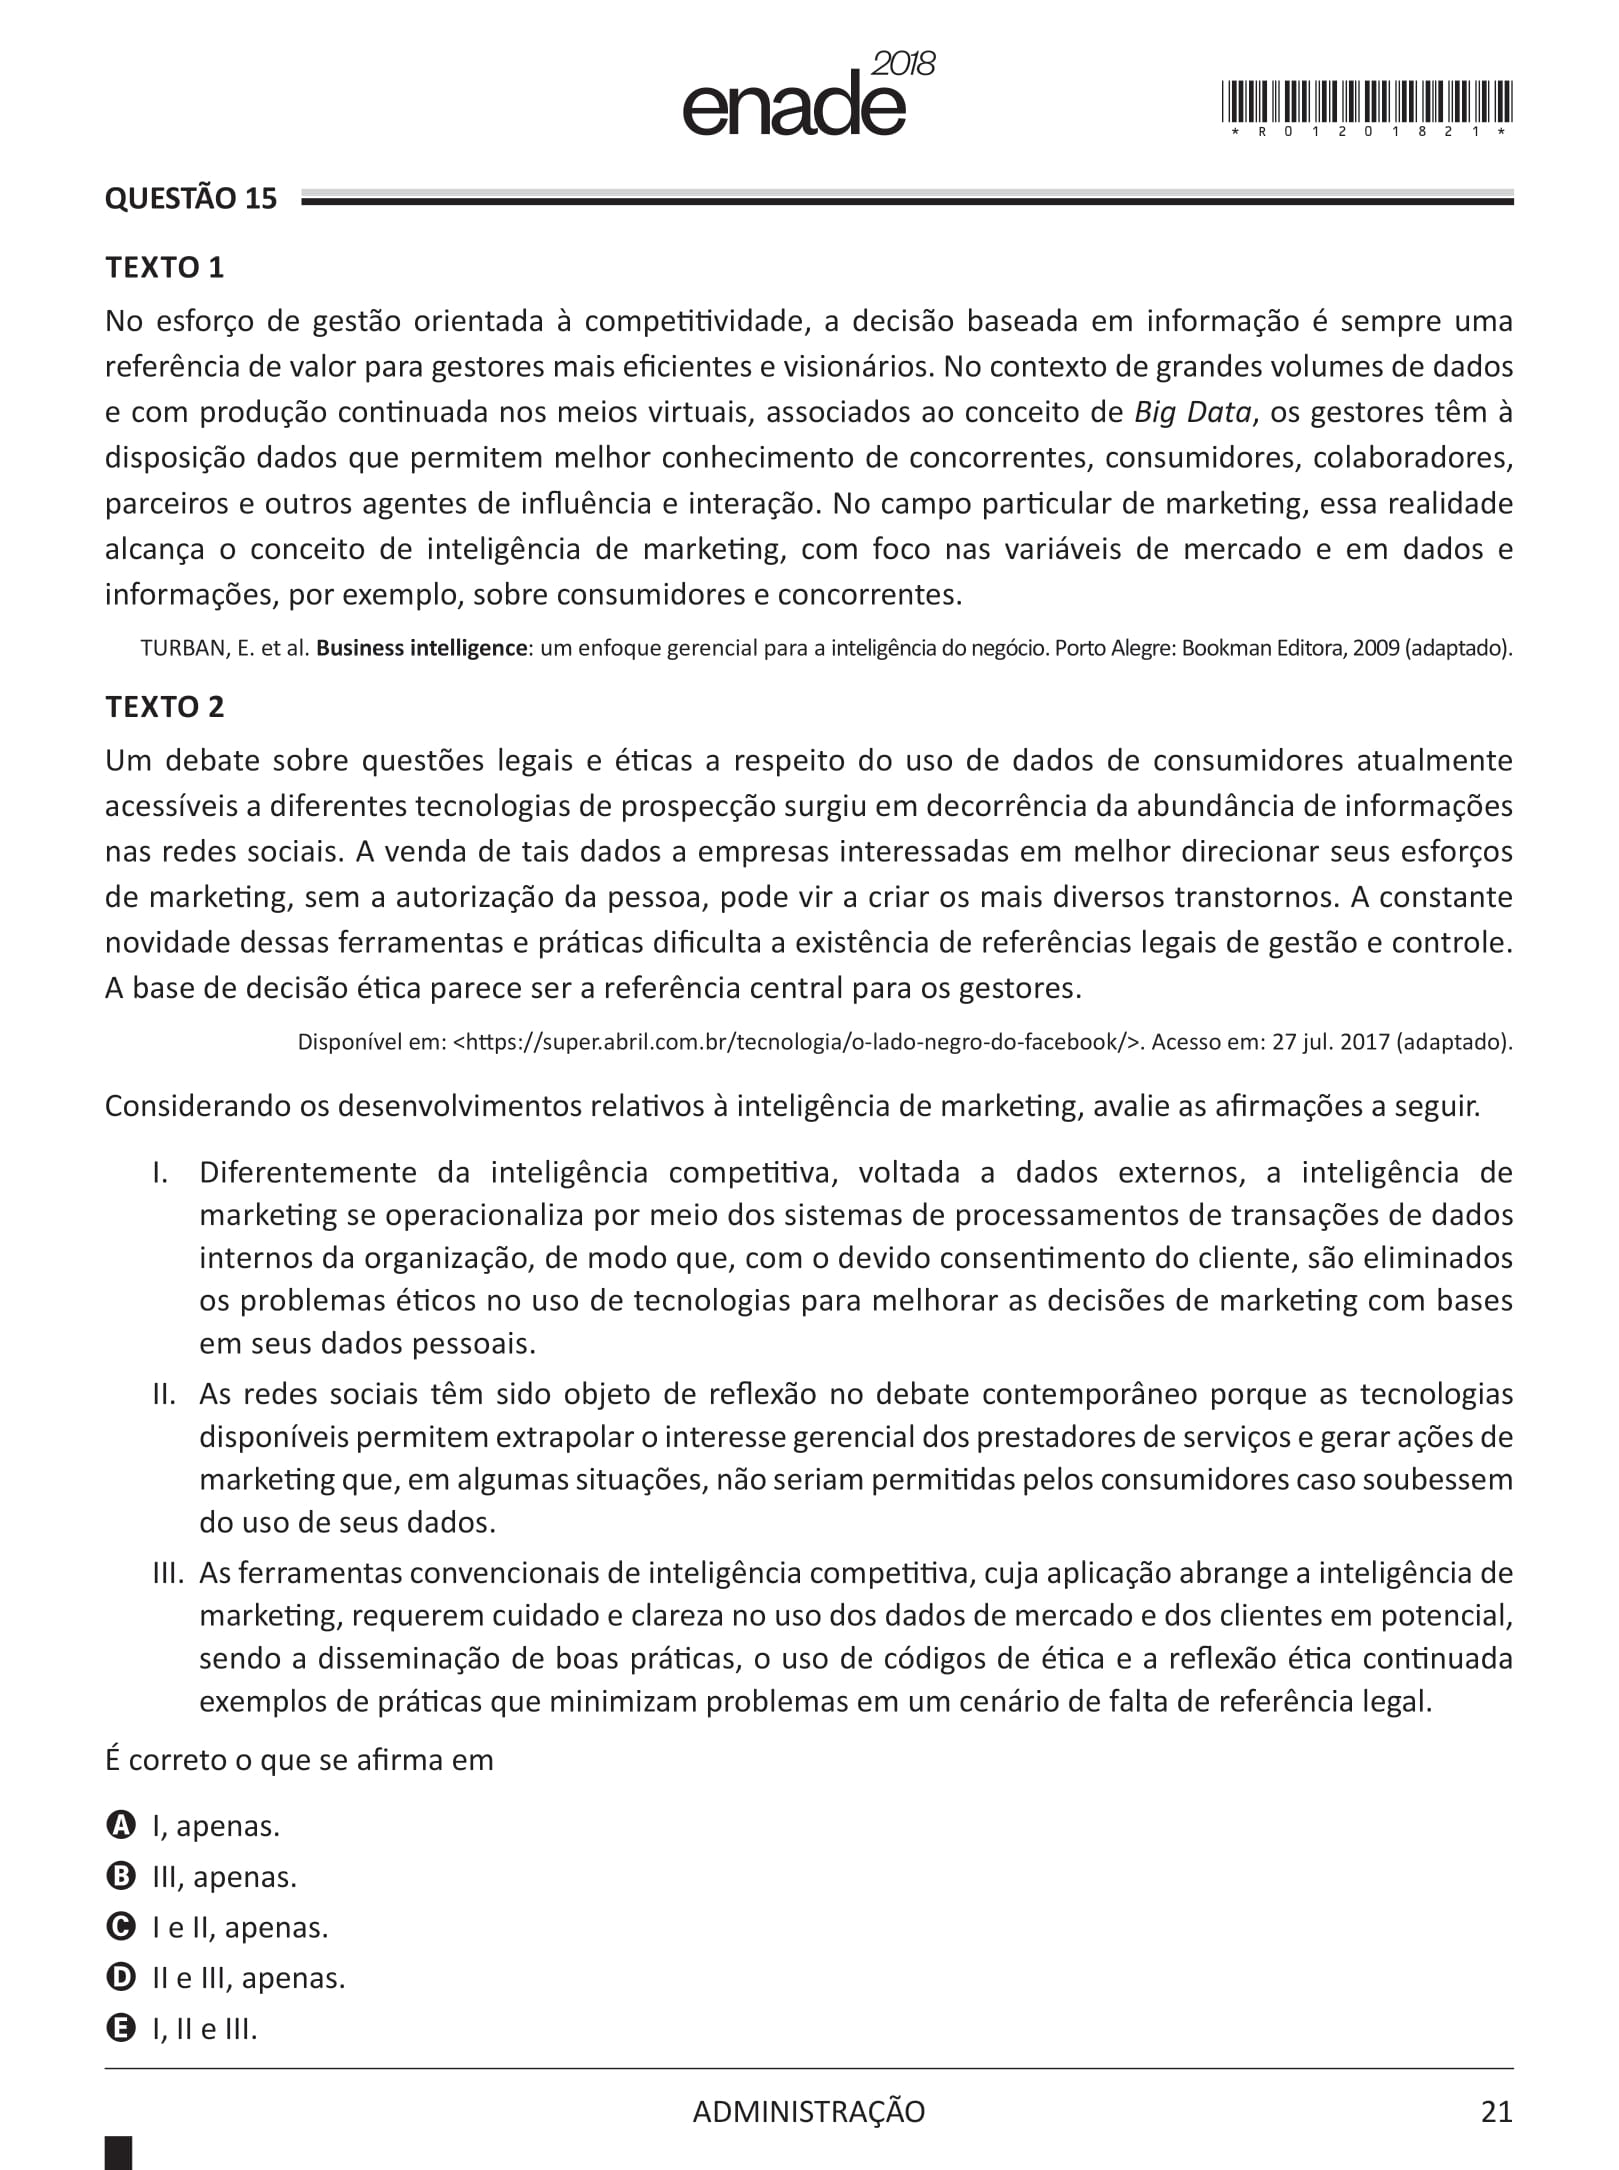 enade 2018
*R01201821*
QUESTÃO 15
TEXTO 1
No esforço de gestão orientada à competitividade, a decisão baseada em informação é sempre uma
referência de valor para gestores mais eficientes e visionários. No contexto de grandes volumes de dados
e com produção continuada nos meios virtuais, associados ao conceito de Big Data, os gestores têm à
disposição dados que permitem melhor conhecimento de concorrentes, consumidores, colaboradores,
parceiros e outros agentes de influência e interação. No campo particular de marketing, essa realidade
alcança o conceito de inteligência de marketing, com foco nas variáveis de mercado e em dados e
informações, por exemplo, sobre consumidores e concorrentes.
TURBAN, E. et al. Business intelligence: um enfoque gerencial para a inteligência do negócio. Porto Alegre: Bookman Editora, 2009 (adaptado).
TEXTO 2
Um debate sobre questões legais e éticas a respeito do uso de dados de consumidores atualmente
acessíveis a diferentes tecnologias de prospecção surgiu em decorrência da abundância de informações
nas redes sociais. A venda de tais dados a empresas interessadas em melhor direcionar seus esforços
de marketing, sem a autorização da pessoa, pode vir a criar os mais diversos transtornos. A constante
novidade dessas ferramentas e práticas dificulta a existência de referências legais de gestão e controle.
A base de decisão ética parece ser a referência central para os gestores.
Disponível em: <https://super.abril.com.br/tecnologia/o-lado-negro-do-facebook/>. Acesso em: 27 jul. 2017 (adaptado).
Considerando os desenvolvimentos relativos à inteligência de marketing, avalie as afirmações a seguir.
I. Diferentemente da inteligência competitiva, voltada a dados externos, a inteligência de
marketing se operacionaliza por meio dos sistemas de processamentos de transações de dados
internos da organização, de modo que, com o devido consentimento do cliente, são eliminados
os problemas éticos no uso de tecnologias para melhorar as decisões de marketing com bases
em seus dados pessoais.
II. As redes sociais têm sido objeto de reflexão no debate contemporâneo porque as tecnologias
disponíveis permitem extrapolar o interesse gerencial dos prestadores de serviços e gerar ações de
marketing que, em algumas situações, não seriam permitidas pelos consumidores caso soubessem
do uso de seus dados.
III. As ferramentas convencionais de inteligência competitiva, cuja aplicação abrange a inteligência de
marketing, requerem cuidado e clareza no uso dos dados de mercado e dos clientes em potencial,
sendo a disseminação de boas práticas, o uso de códigos de ética e a reflexão ética continuada
exemplos de práticas que minimizam problemas em um cenário de falta de referência legal.
É correto o que se afirma em
A I, apenas.
B III, apenas.
C I e II, apenas.
D II e III, apenas.
E I, II e III.
ADMINISTRAÇÃO 21